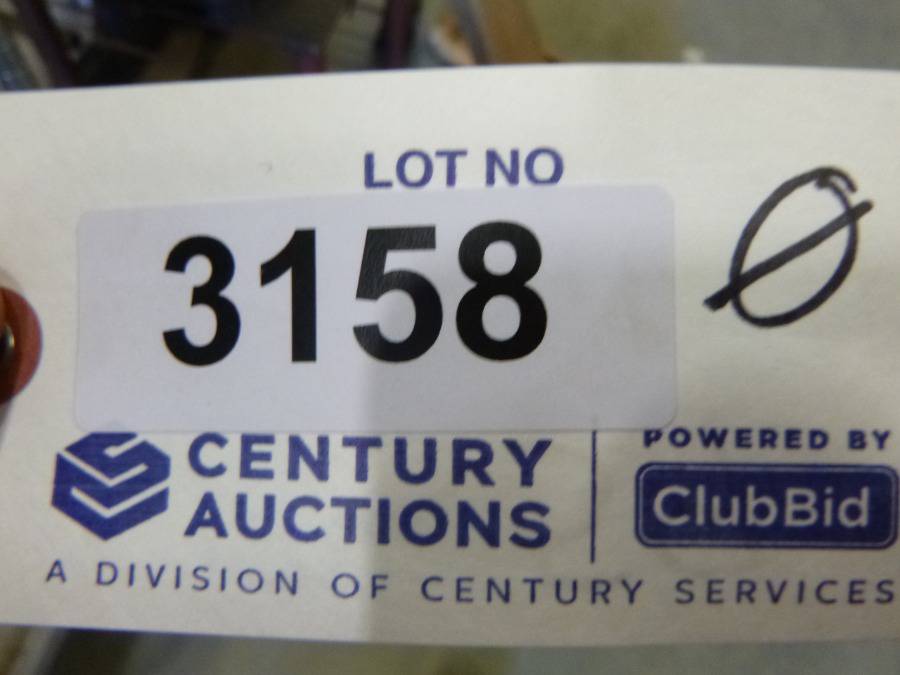 LOT NO
3158
Ø
CENTURY
AUCTIONS
POWERED BY
ClubBid
A DIVISION OF CENTURY SERVICES